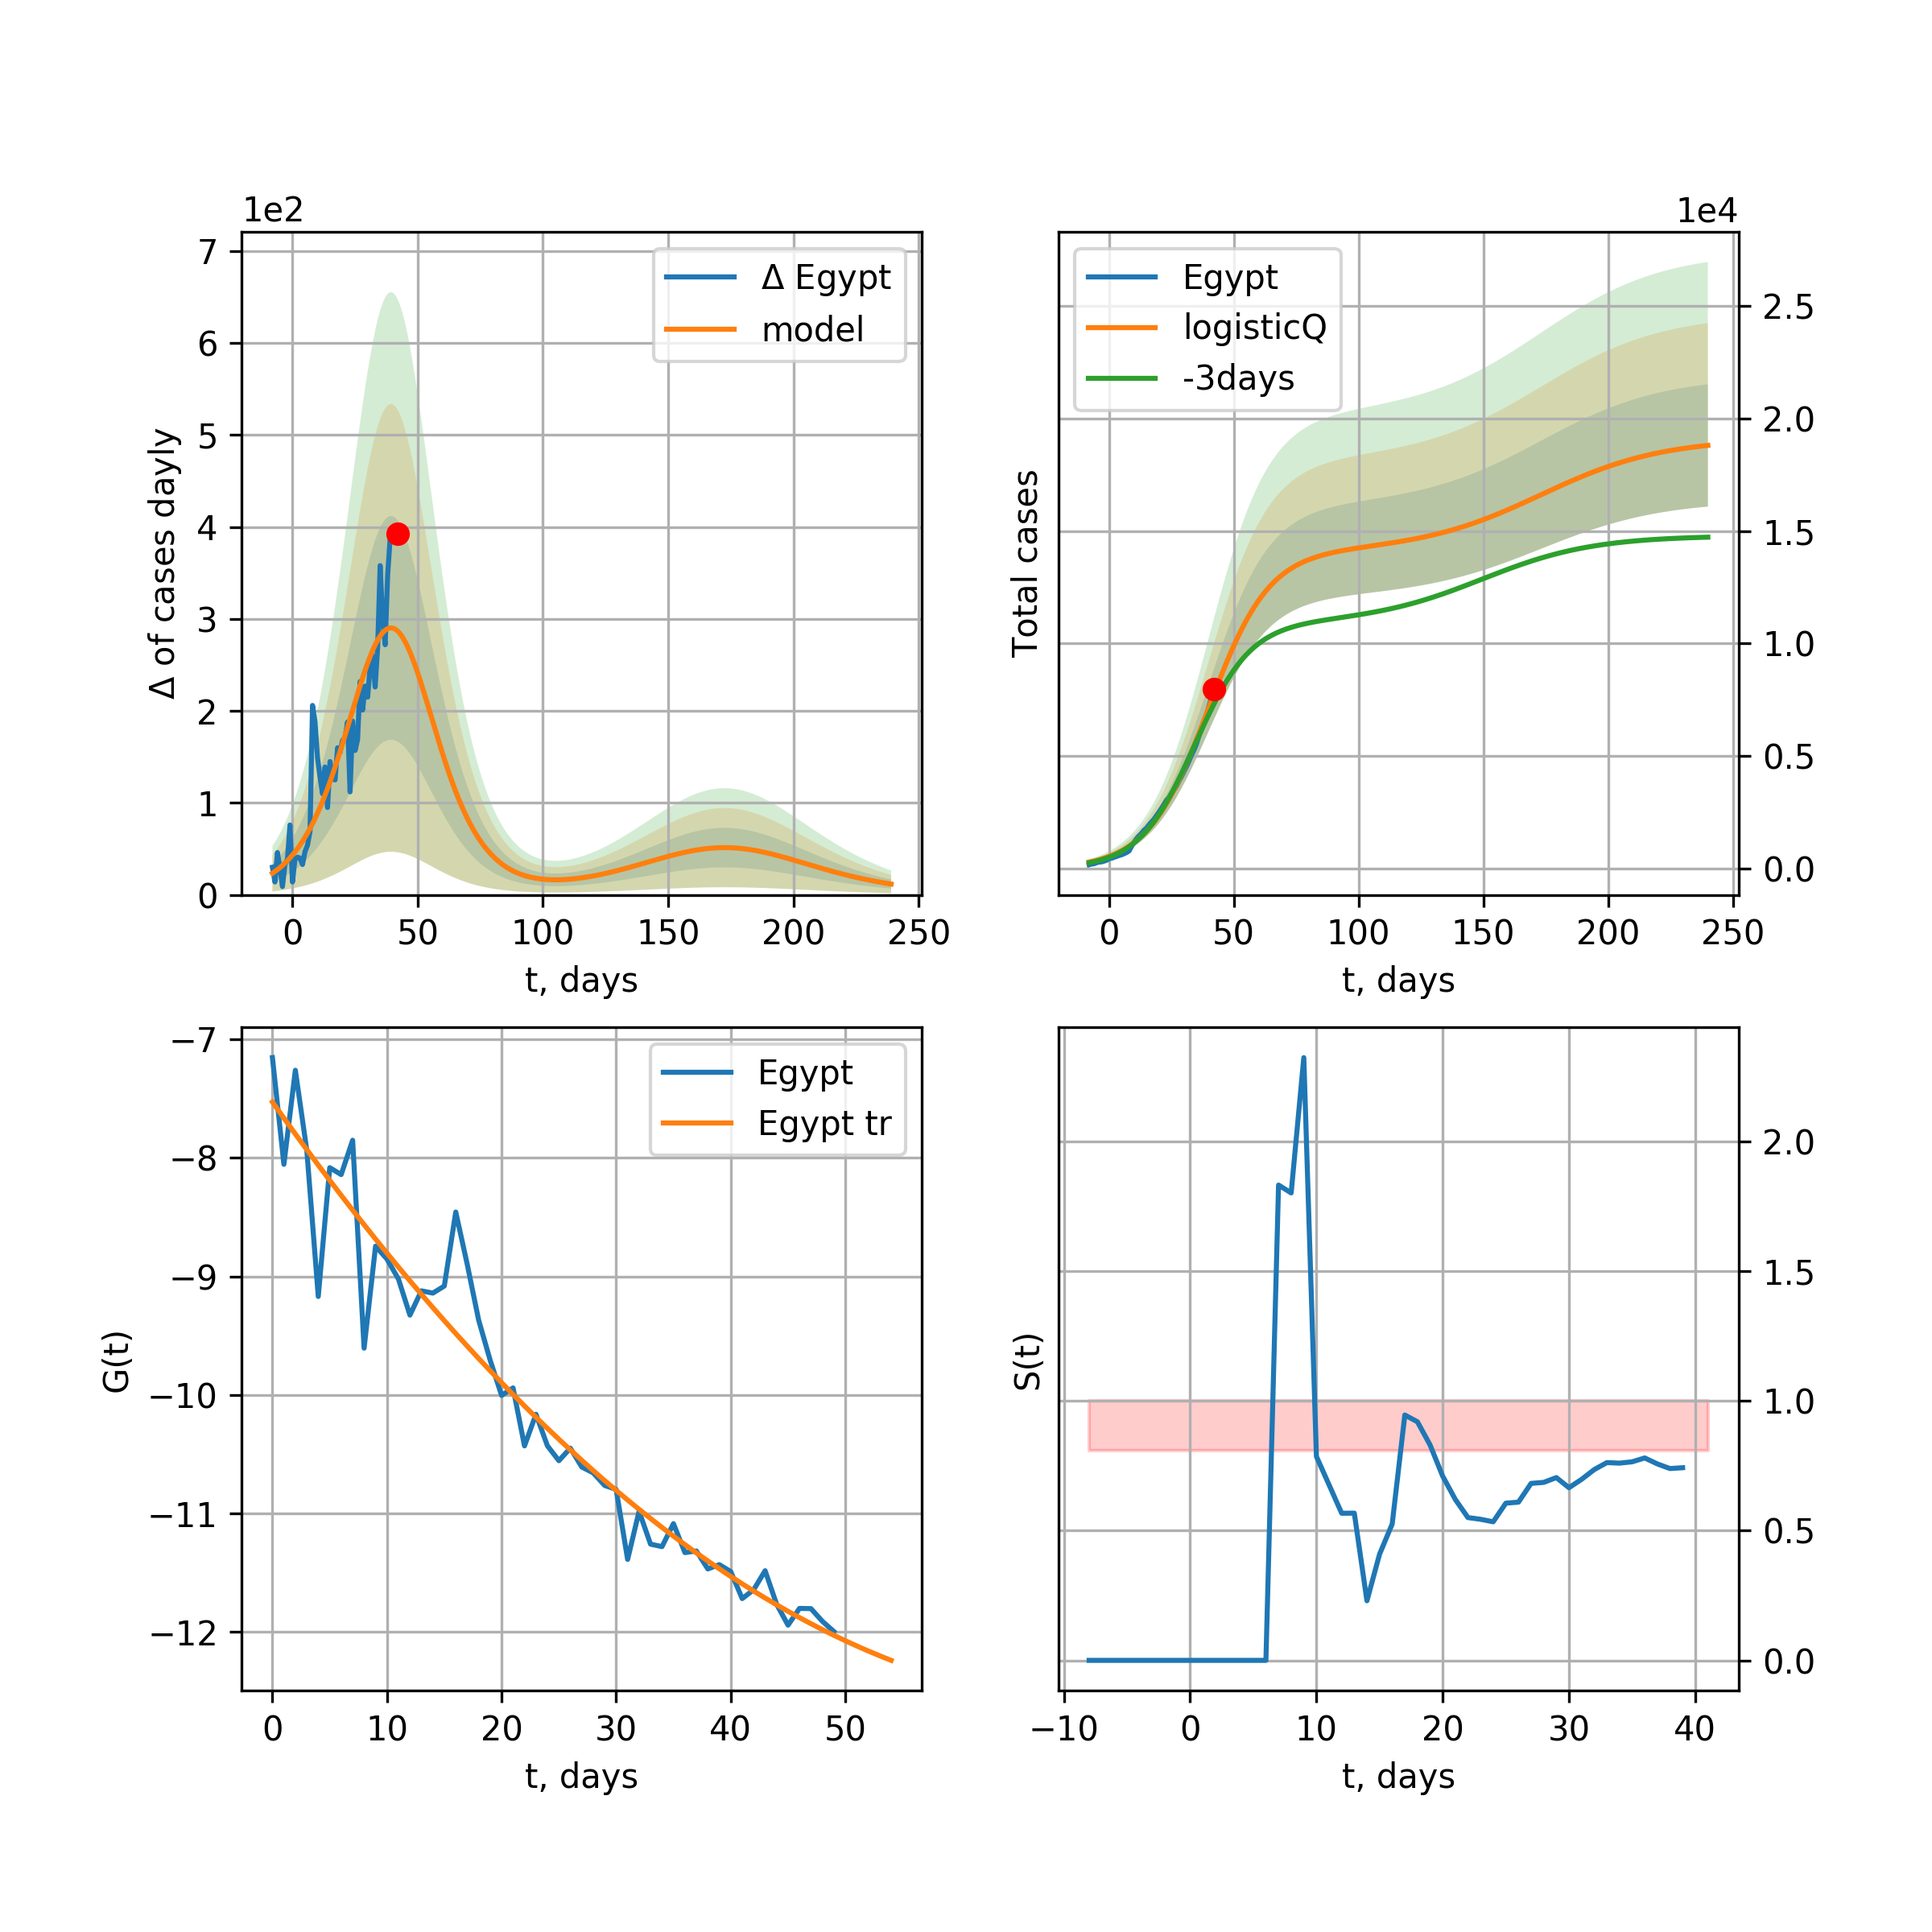 1e2
7
6
5
4
3
2
1
0
Δ of cases dayly
Δ Egypt
model
0 50 100 150 200 250
t, days
1e4
Egypt
logisticQ
-3days
Total cases
2.5
2.0
1.5
1.0
0.5
0.0
0 50 100 150 200 250
t, days
−7
−8
−9
−10
−11
−12
G(t)
Egypt
Egypt tr
0 10 20 30 40 50
t, days
S(t)
2.0
1.5
1.0
0.5
0.0
−10 0 10 20 30 40
t, days